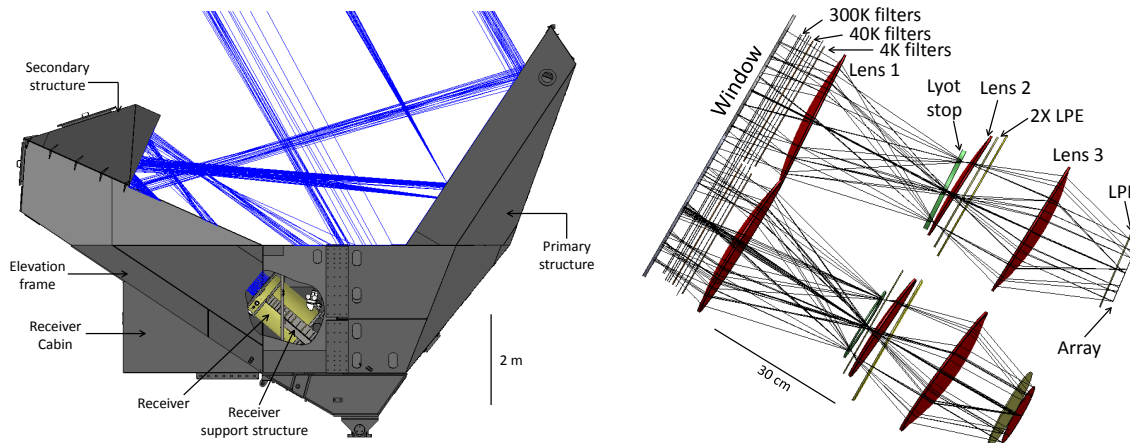 Secondary
structure
Elevation
frame
Receiver
Cabin
Receiver
Receiver
support structure
Primary
structure
2 m
Window
300K filters
40K filters
4K filters
Lens 1
Lyot
stop
Lens 2
2X LPE
Lens 3
LPE
Array
30 cm